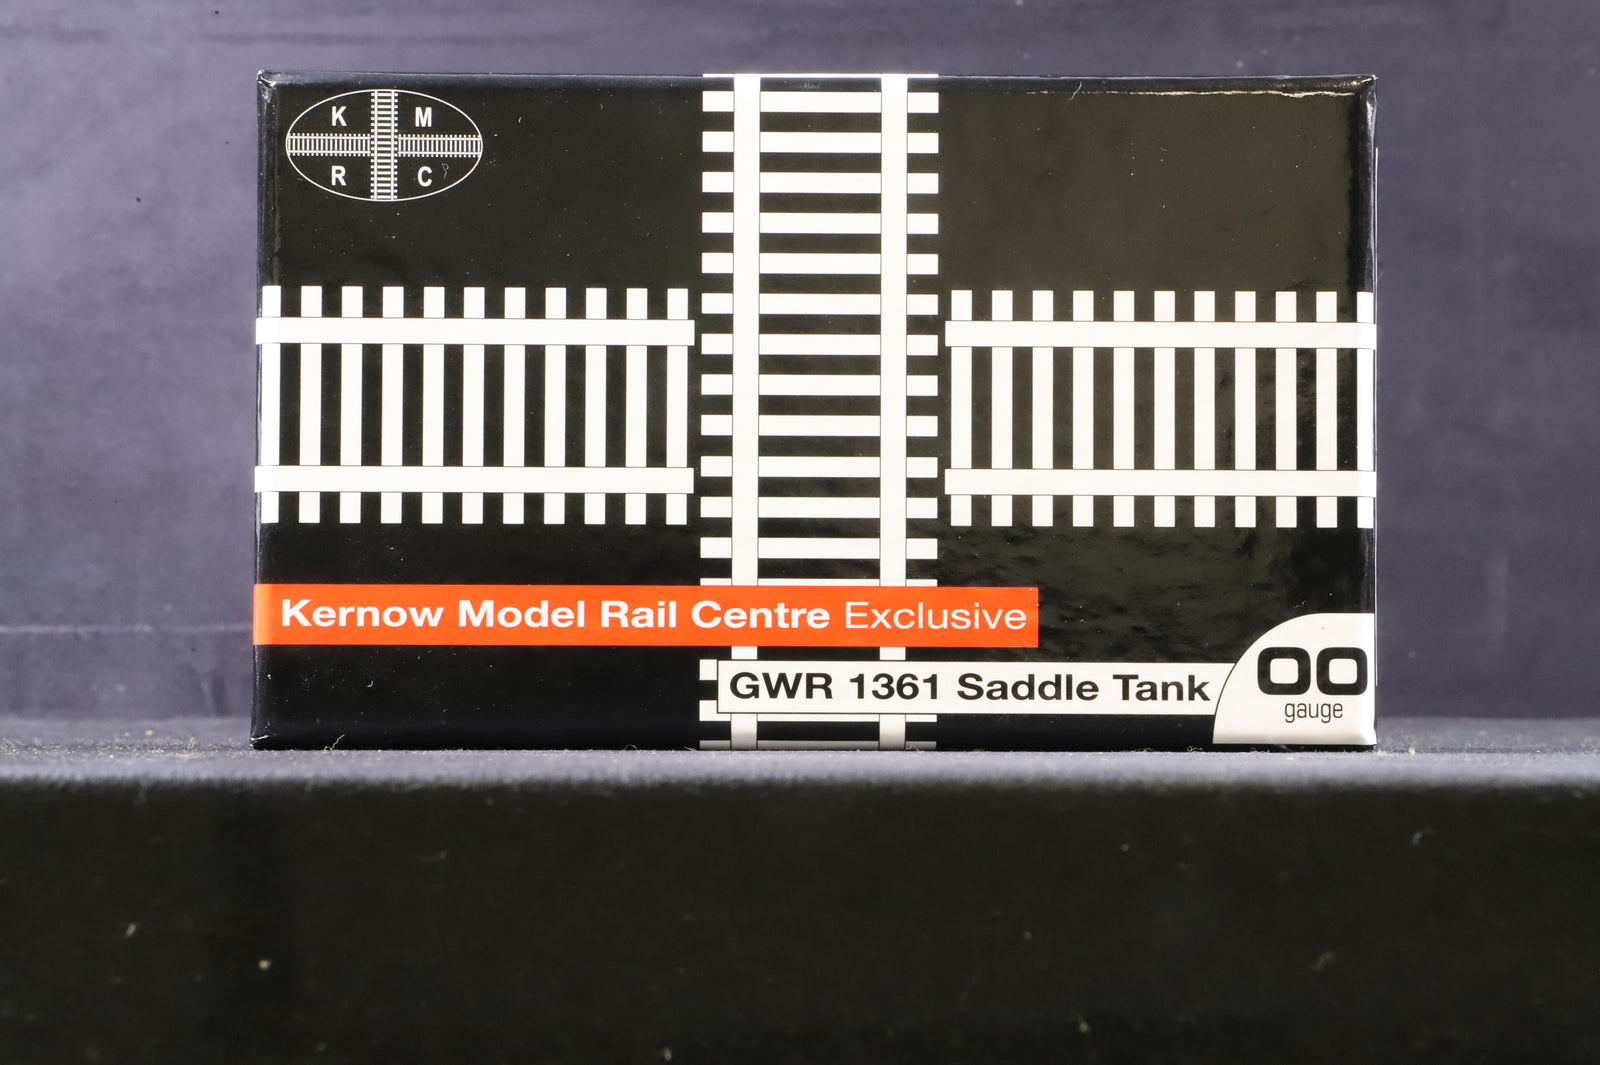 K M
R C
Kernow Model Rail Centre Exclusive
GWR 1361 Saddle Tank
OO
gauge